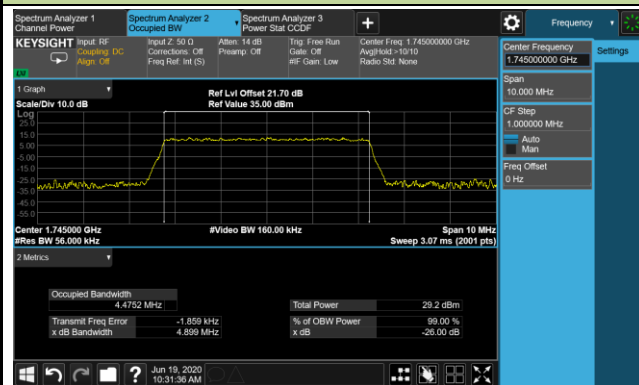 Spectrum Analyzer 1
Channel Power
Spectrum Analyzer 2
Occupied BW
Spectrum Analyzer 3
Power Stat CCDF
+
Frequency
KEYSIGHT
Input: RF
Coupling: DC
Align: Off
Input Z: 50 Ω
Corrections: Off
Freq Ref: Int (S)
Atten: 14 dB
Preamp: Off
Trig: Free Run
Gate: Off
#IF Gain: Low
Center Freq: 1.745000000 GHz
Avg|Hold:>10/10
Radio Std: None
Center Frequency
1.745000000 GHz
Settings
Span
10.000 MHz
CF Step
1.000000 MHz
Auto
Man
Freq Offset
0 Hz
1 Graph
Scale/Div 10.0 dB
Ref Lvl Offset 21.70 dB
Ref Value 35.00 dBm
Log
25.0
15.0
5.00
-5.00
-15.0
-25.0
-35.0
-45.0
-55.0
Center 1.745000 GHz
#Res BW 56.000 kHz
#Video BW 160.00 kHz
Span 10 MHz
Sweep 3.07 ms (2001 pts)
2 Metrics
Occupied Bandwidth
4.4752 MHz
Total Power 29.2 dBm
Transmit Freq Error -1.859 kHz
% of OBW Power 99.00 %
x dB Bandwidth 4.899 MHz
x dB -26.00 dB
?
Jun 19, 2020
10:31:36 AM